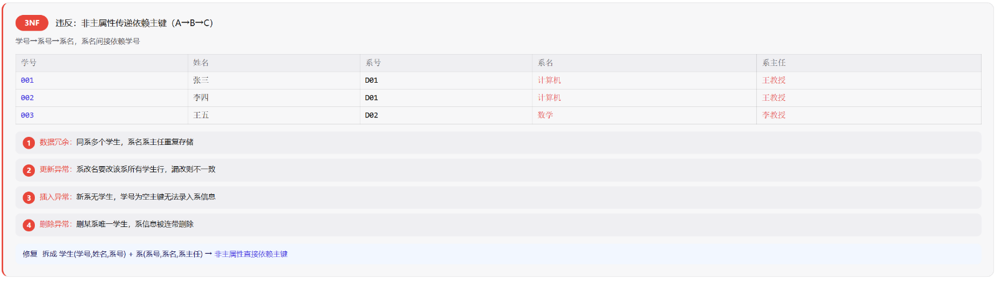 3NF 违反：非主属性传递依赖主键（A→B→C）
学号→系号→系名，系名间接依赖学号
学号 姓名 系号 系名 系主任
001 张三 D01 计算机 王教授
002 李四 D01 计算机 王教授
003 王五 D02 数学 李教授
1 数据冗余：同系多个学生，系名系主任重复存储
2 更新异常：系改名要改该系所有学生行，漏改则不一致
3 插入异常：新系无学生，学号为空主键无法录入系信息
4 删除异常：删某系唯一学生，系信息被连带删除
修复 拆成 学生(学号,姓名,系号) + 系(系号,系名,系主任) → 非主属性直接依赖主键